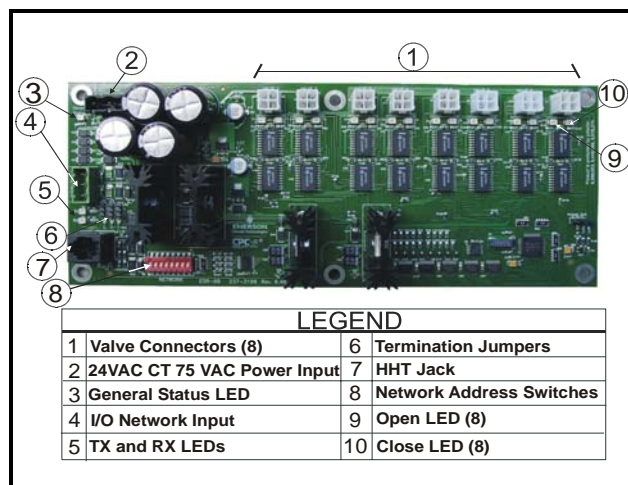 1
2
3
4
5
6
7
8
9
10
EMERSON
CPC
NETWORK
LEGEND
1 Valve Connectors (8)
6 Termination Jumpers
2 24VAC CT 75 VAC Power Input
7 HHT Jack
3 General Status LED
8 Network Address Switches
4 I/O Network Input
9 Open LED (8)
5 TX and RX LEDs
10 Close LED (8)